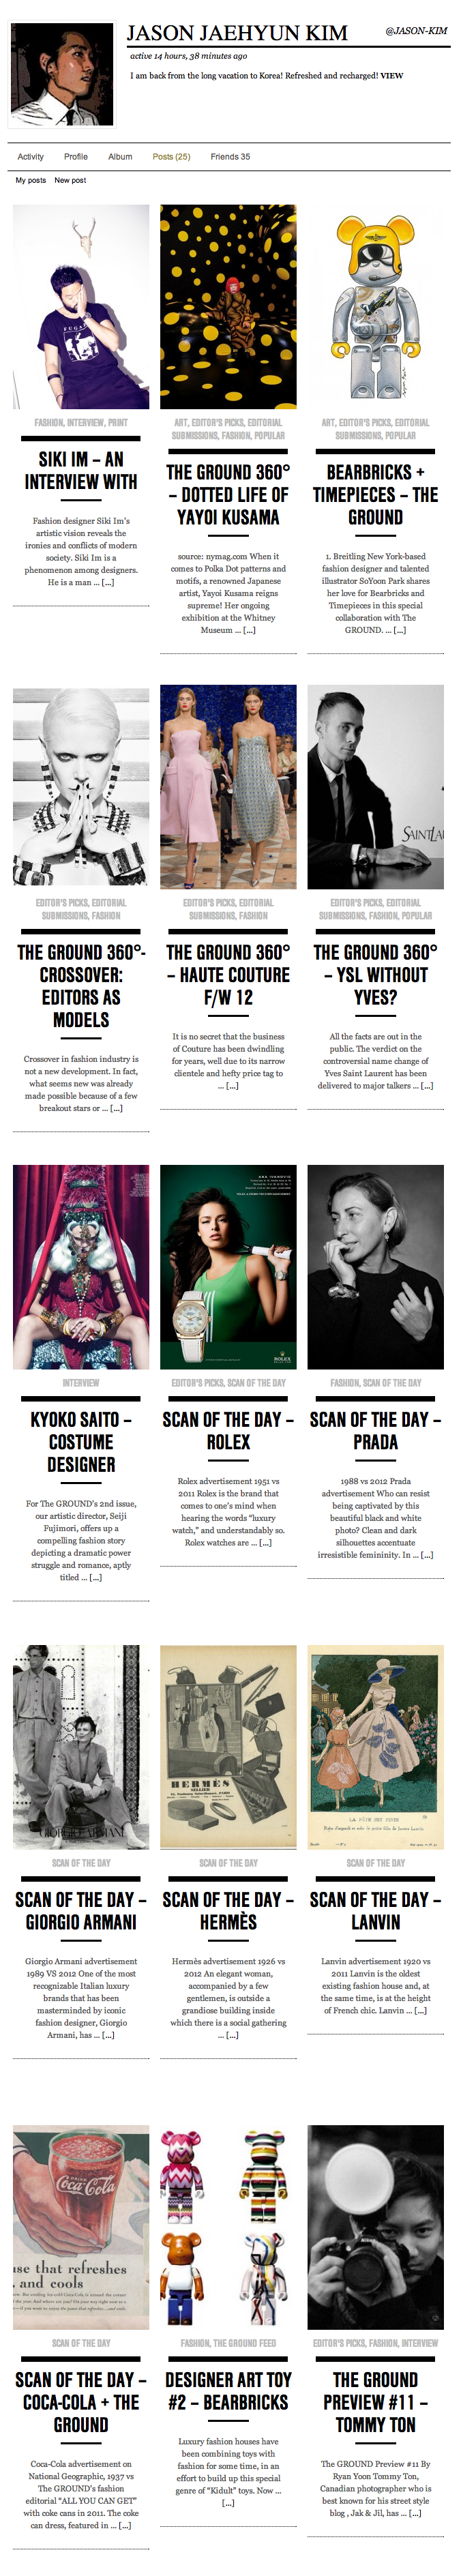 JASON JAEHYUN KIM
@JASON-KIM
active 14 hours, 38 minutes ago
I am back from the long vacation to Korea! Refreshed and recharged! VIEW
Activity Profile Album Posts (25) Friends 35
My posts New post
FASHION, INTERVIEW, PRINT
SIKI IM – AN
INTERVIEW WITH
Fashion designer Siki Im's
artistic vision reveals the
ironies and conflicts of modern
society. Siki Im is a
phenomenon among designers.
He is a man ... [...]
ART, EDITOR'S PICKS, EDITORIAL
SUBMISSIONS, FASHION, POPULAR
THE GROUND 360°
– DOTTED LIFE OF
YAYOI KUSAMA
source: nymag.com When it
comes to Polka Dot patterns and
motifs, a renowned Japanese
artist, Yayoi Kusama reigns
supreme! Her ongoing
exhibition at the Whitney
Museum ... [...]
ART, EDITOR'S PICKS, EDITORIAL
SUBMISSIONS, POPULAR
BEARBRICKS +
TIMEPIECES – THE
GROUND
1. Breitling New York-based
fashion designer and talented
illustrator SoYoon Park shares
her love for Bearbricks and
Timepieces in this special
collaboration with The
GROUND. ... [...]
SAINT LAU
EDITOR'S PICKS, EDITORIAL
SUBMISSIONS, FASHION
THE GROUND 360°-
CROSSOVER:
EDITORS AS
MODELS
Crossover in fashion industry is
not a new development. In fact,
what seems new was already
made possible because of a few
breakout stars or ... [...]
EDITOR'S PICKS, EDITORIAL
SUBMISSIONS, FASHION
THE GROUND 360°
– HAUTE COUTURE
F/W 12
It is no secret that the business
of Couture has been dwindling
for years, well due to its narrow
clientele and hefty price tag to
... [...]
EDITOR'S PICKS, EDITORIAL
SUBMISSIONS, FASHION, POPULAR
THE GROUND 360°
– YSL WITHOUT
YVES?
All the facts are out in the
public. The verdict on the
controversial name change of
Yves Saint Laurent has been
delivered to major talkers ... [...]
ANA IVANOVIC
ROLEX
INTERVIEW
KYOKO SAITO –
COSTUME
DESIGNER
For The GROUND's 2nd issue,
our artistic director, Seiji
Fujimori, offers up a
compelling fashion story
depicting a dramatic power
struggle and romance, aptly
titled ... [...]
EDITOR'S PICKS, SCAN OF THE DAY
SCAN OF THE DAY –
ROLEX
Rolex advertisement 1951 vs
2011 Rolex is the brand that
comes to one's mind when
hearing the words "luxury
watch," and understandably so.
Rolex watches are ... [...]
FASHION, SCAN OF THE DAY
SCAN OF THE DAY –
PRADA
1988 vs 2012 Prada
advertisement Who can resist
being captivated by this
beautiful black and white
photo? Clean and dark
silhouettes accentuate
irresistible femininity. In ... [...]
GIORGIO ARMANI
HERMÈS
SELLIER
SCAN OF THE DAY
SCAN OF THE DAY –
GIORGIO ARMANI
Giorgio Armani advertisement
1989 VS 2012 One of the most
recognizable Italian luxury
brands that has been
masterminded by iconic
fashion designer, Giorgio
Armani, has ... [...]
SCAN OF THE DAY
SCAN OF THE DAY –
HERMÈS
Hermès advertisement 1926 vs
2012 An elegant woman,
accompanied by a few
gentlemen, is outside a
grandiose building inside
which there is a social gathering
... [...]
SCAN OF THE DAY
SCAN OF THE DAY –
LANVIN
Lanvin advertisement 1920 vs
2011 Lanvin is the oldest
existing fashion house and, at
the same time, is at the height
of French chic. Lanvin ... [...]
DRINK
Coca-Cola
use that refreshes
, and cools
SCAN OF THE DAY
SCAN OF THE DAY –
COCA-COLA + THE
GROUND
Coca-Cola advertisement on
National Geographic, 1937 vs
The GROUND's fashion
editorial "ALL YOU CAN GET"
with coke cans in 2011. The coke
can dress, featured in ... [...]
FASHION, THE GROUND FEED
DESIGNER ART TOY
#2 – BEARBRICKS
Luxury fashion houses have
been combining toys with
fashion for some time, in an
effort to build up this special
genre of "Kidult" toys. Now ...
[...]
EDITOR'S PICKS, FASHION, INTERVIEW
THE GROUND
PREVIEW #11 –
TOMMY TON
The GROUND Preview #11 By
Ryan Yoon Tommy Ton,
Canadian photographer who is
best known for his street style
blog , Jak & Jil, has ... [...]